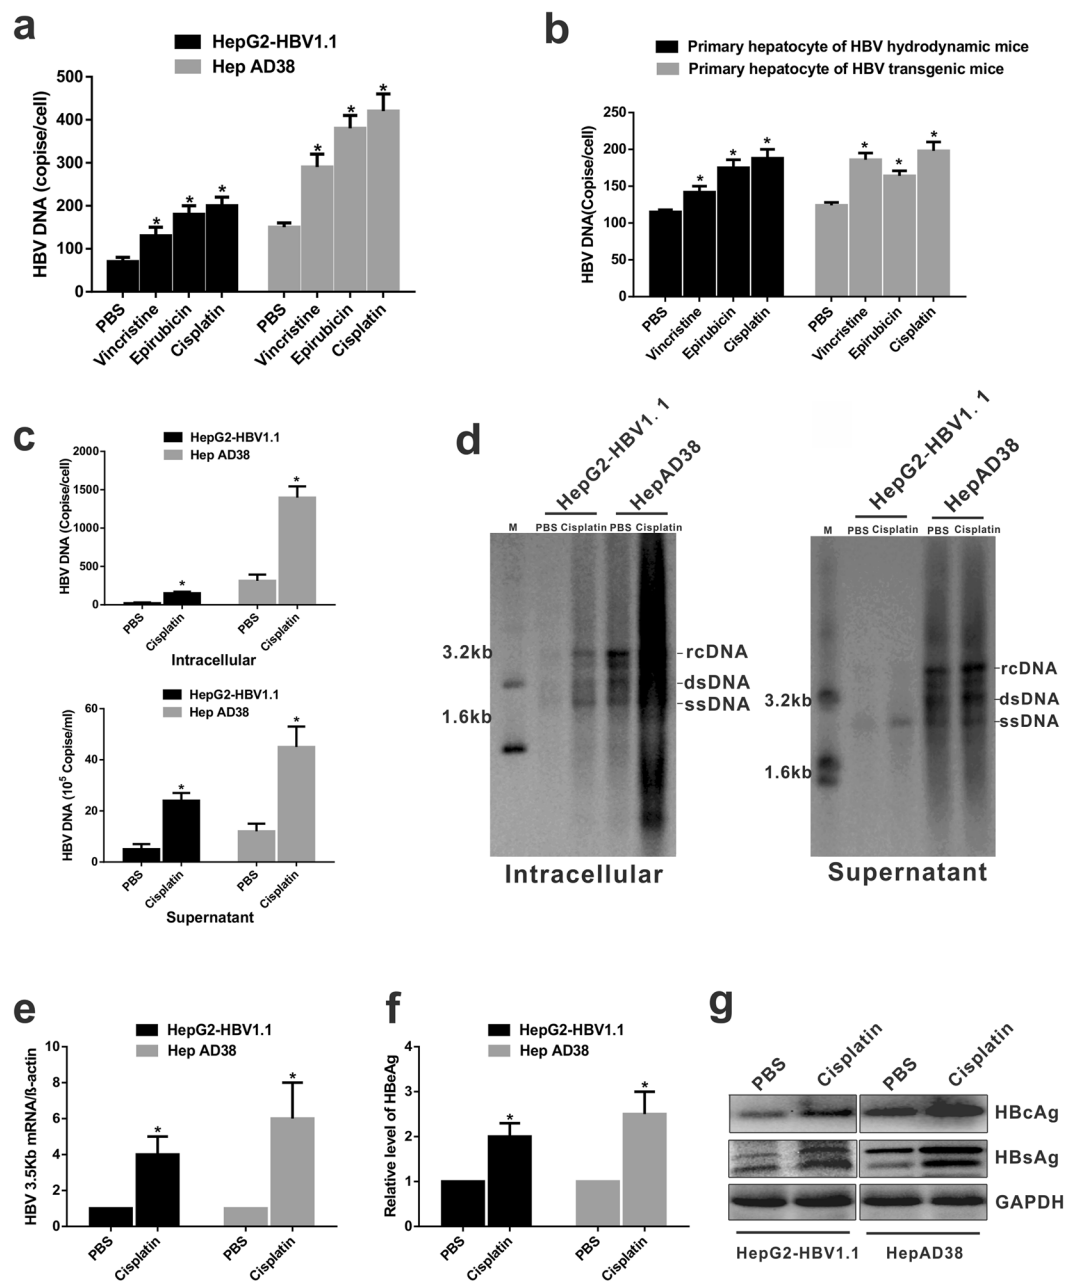 a
HepG2-HBV1.1
Hep AD38
HBV DNA (copise/cell)
500
400
300
200
100
0
* * * * * *
PBS Vincristine Epirubicin Cisplatin PBS Vincristine Epirubicin Cisplatin
b
Primary hepatocyte of HBV hydrodynamic mice
Primary hepatocyte of HBV transgenic mice
HBV DNA(Copise/cell)
250
200
150
100
50
0
* * * * * *
PBS Vincristine Epirubicin Cisplatin PBS Vincristine Epirubicin Cisplatin
c
HepG2-HBV1.1
Hep AD38
HBV DNA (Copise/cell)
2000
1500
1000
500
0
* *
PBS Cisplatin PBS Cisplatin
Intracellular
HepG2-HBV1.1
Hep AD38
HBV DNA (10⁵ Copise/ml)
60
40
20
0
* *
PBS Cisplatin PBS Cisplatin
Supernatant
d
HepG2-HBV1. 1 HepAD38
M PBS Cisplatin PBS Cisplatin
3.2kb
1.6kb
rcDNA
dsDNA
ssDNA
Intracellular
HepG2-HBV1. 1 HepAD38
M PBS Cisplatin PBS Cisplatin
3.2kb
1.6kb
rcDNA
dsDNA
ssDNA
Supernatant
e
HepG2-HBV1.1
Hep AD38
HBV 3.5Kb mRNA/ß-actin
10
8
6
4
2
0
* *
PBS Cisplatin PBS Cisplatin
f
HepG2-HBV1.1
Hep AD38
Relative level of HBeAg
4
3
2
1
0
* *
PBS Cisplatin PBS Cisplatin
g
PBS Cisplatin PBS Cisplatin
HBcAg
HBsAg
GAPDH
HepG2-HBV1.1 HepAD38